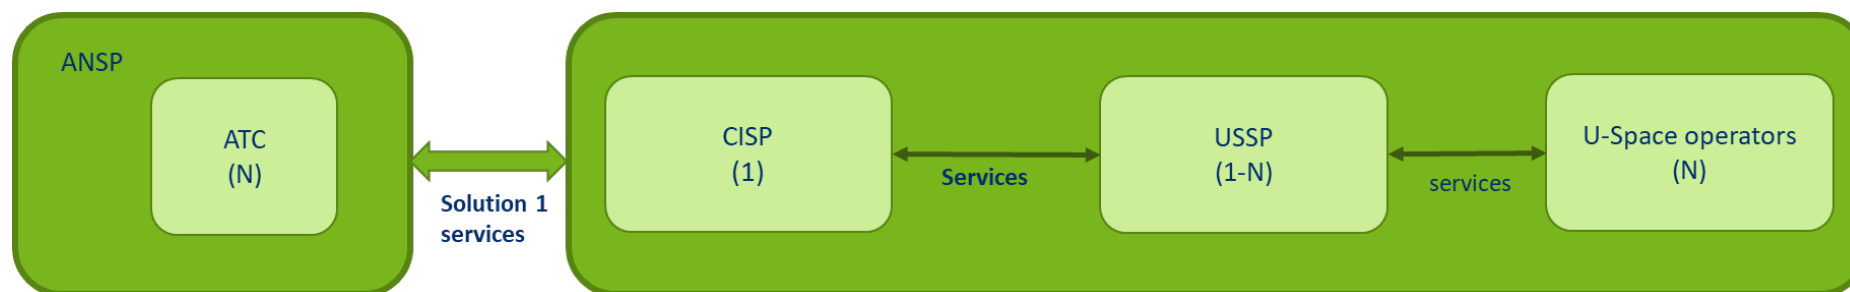 ANSP
ATC
(N)
Solution 1
services
CISP
(1)
Services
USSP
(1-N)
services
U-Space operators
(N)